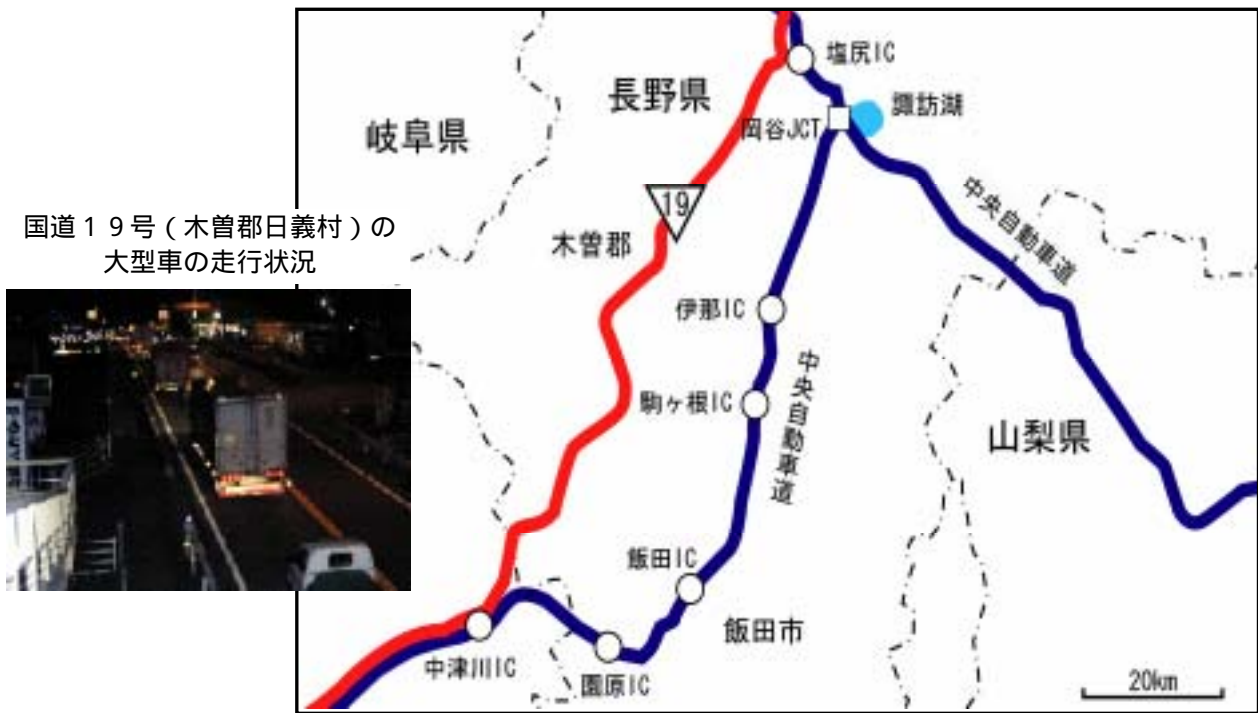 塩尻IC
長野県
諏訪湖
岡谷JCT
岐阜県
中央自動車道
19
国道１９号（木曽郡日義村）の
大型車の走行状況
木曽郡
伊那IC
中央自動車道
駒ヶ根IC
山梨県
飯田IC
飯田市
中津川IC
園原IC
20km